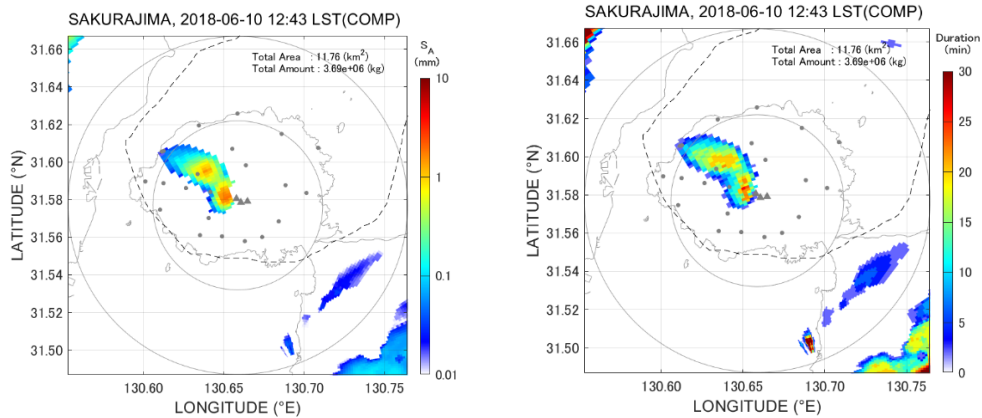 SAKURAJIMA, 2018-06-10 12:43 LST(COMP)
Total Area : 11.76 (km²)
Total Amount : 3.69e+06 (kg)
S_A
(mm)
10
1
0.1
0.01
31.66
31.64
31.62
31.60
31.58
31.56
31.54
31.52
31.50
LATITUDE (°N)
130.60
130.65
130.70
130.75
LONGITUDE (°E)
SAKURAJIMA, 2018-06-10 12:43 LST(COMP)
Total Area : 11.76 (km²)
Total Amount : 3.69e+06 (kg)
Duration
(min)
30
25
20
15
10
5
0
31.66
31.64
31.62
31.60
31.58
31.56
31.54
31.52
31.50
LATITUDE (°N)
130.60
130.65
130.70
130.75
LONGITUDE (°E)